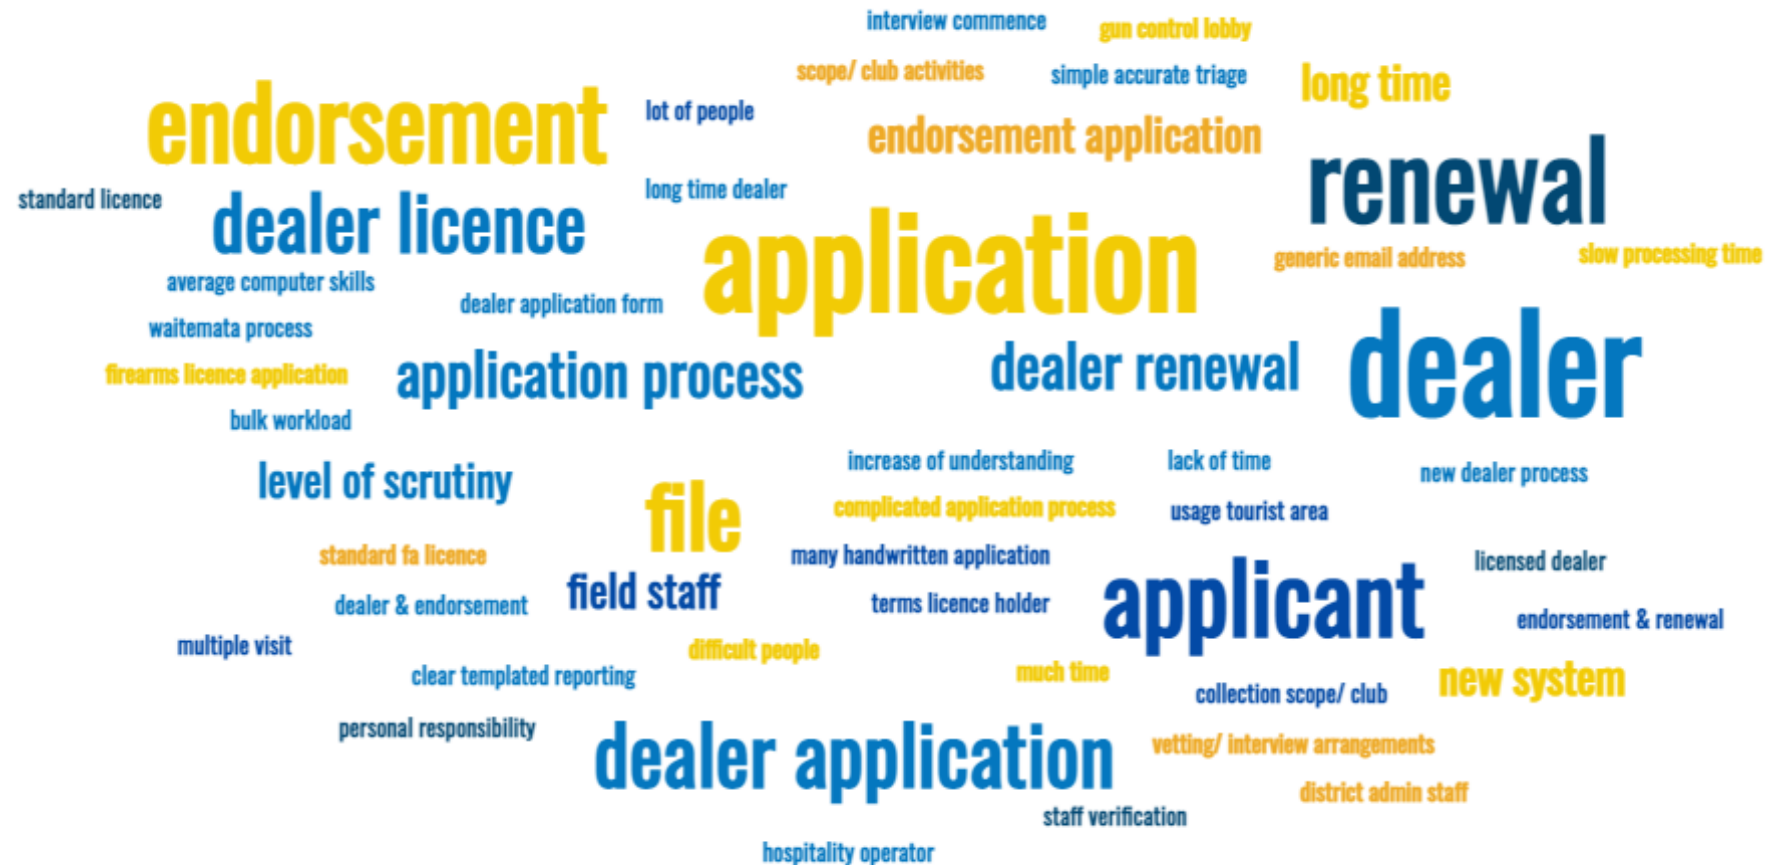 interview commence
gun control lobby
scope/ club activities
simple accurate triage
long time
endorsement
lot of people
endorsement application
renewal
standard licence
long time dealer
dealer licence
application
generic email address
slow processing time
average computer skills
dealer application form
waitemata process
dealer renewal
dealer
firearms licence application
application process
bulk workload
increase of understanding
lack of time
new dealer process
level of scrutiny
file
complicated application process
usage tourist area
standard fa licence
many handwritten application
licensed dealer
field staff
applicant
dealer & endorsement
terms licence holder
endorsement & renewal
multiple visit
difficult people
clear templated reporting
much time
new system
collection scope/ club
personal responsibility
dealer application
vetting/ interview arrangements
district admin staff
staff verification
hospitality operator